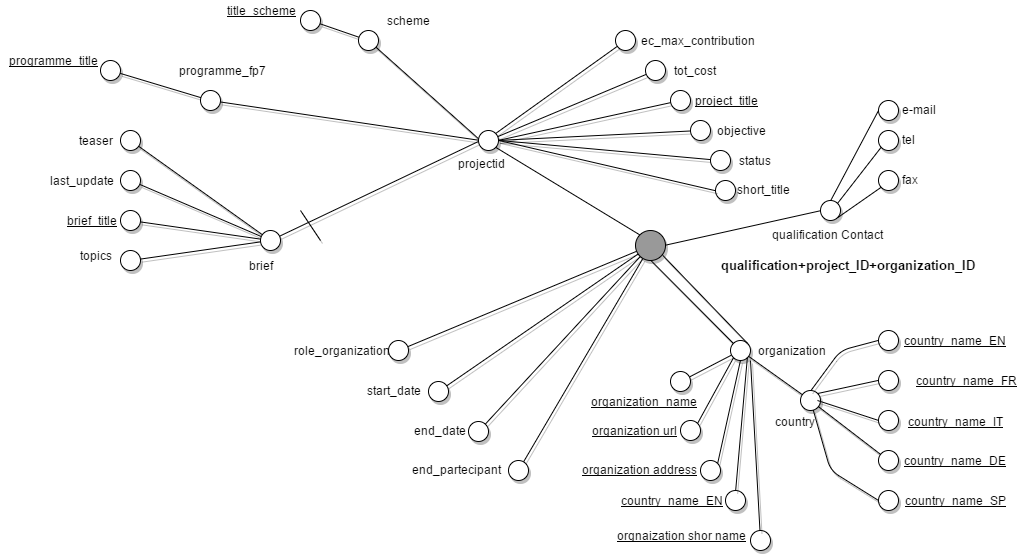 title_scheme
scheme
programme_title
programme_fp7
ec_max_contribution
tot_cost
project_title
objective
status
short_title
projectid
teaser
last_update
brief_title
topics
brief
e-mail
tel
fax
qualification Contact
qualification+project_ID+organization_ID
role_organization
start_date
end_date
end_partecipant
organization
organization_name
organization url
organization address
country_name_EN
orgnaization shor name
country
country_name_EN
country_name_FR
country_name_IT
country_name_DE
country_name_SP